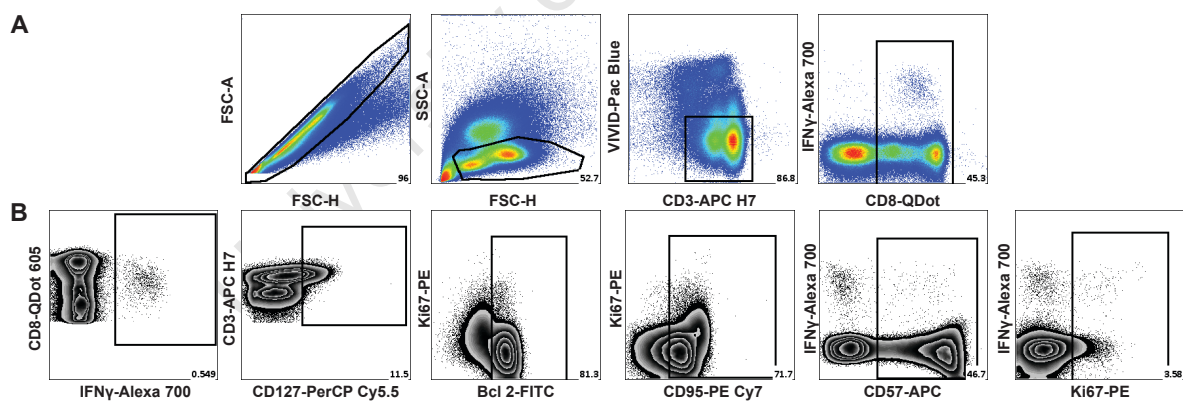 A
FSC-A
96
FSC-H
SSC-A
52.7
FSC-H
VIVID-Pac Blue
86.8
CD3-APC H7
IFNγ-Alexa 700
45.3
CD8-QDot
B
CD8-QDot 605
0.549
IFNγ-Alexa 700
CD3-APC H7
11.5
CD127-PerCP Cy5.5
Ki67-PE
81.3
Bcl 2-FITC
Ki67-PE
71.7
CD95-PE Cy7
IFNγ-Alexa 700
46.7
CD57-APC
IFNγ-Alexa 700
3.58
Ki67-PE